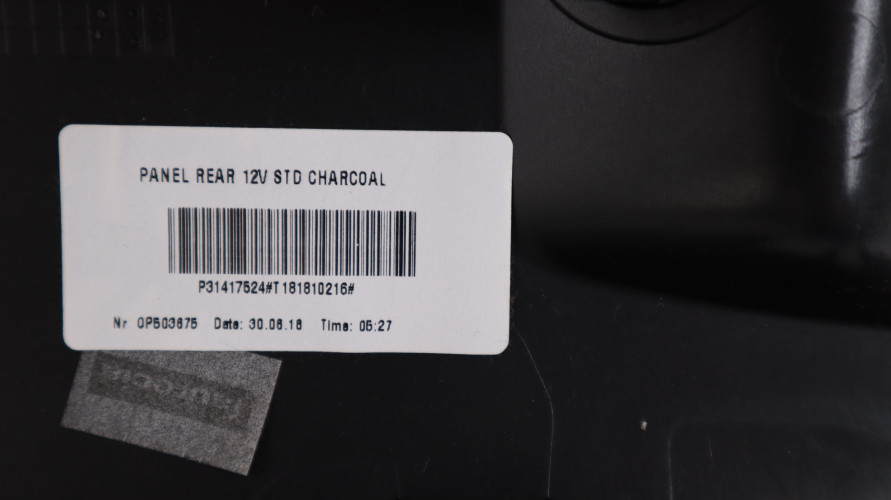 PANEL REAR 12V STD CHARCOAL
P31417524#T181810216#
Nr OP503675 Date: 30.06.18 Time: 05:27